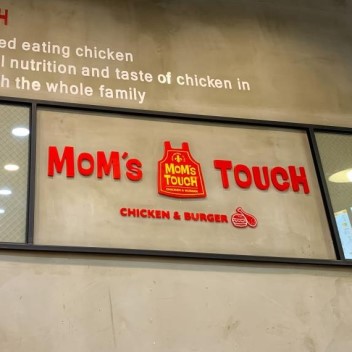 H
ed eating chicken
l nutrition and taste of chicken in
h the whole family
MOM'S MOM'S TOUCH TOUCH
CHICKEN & BURGER